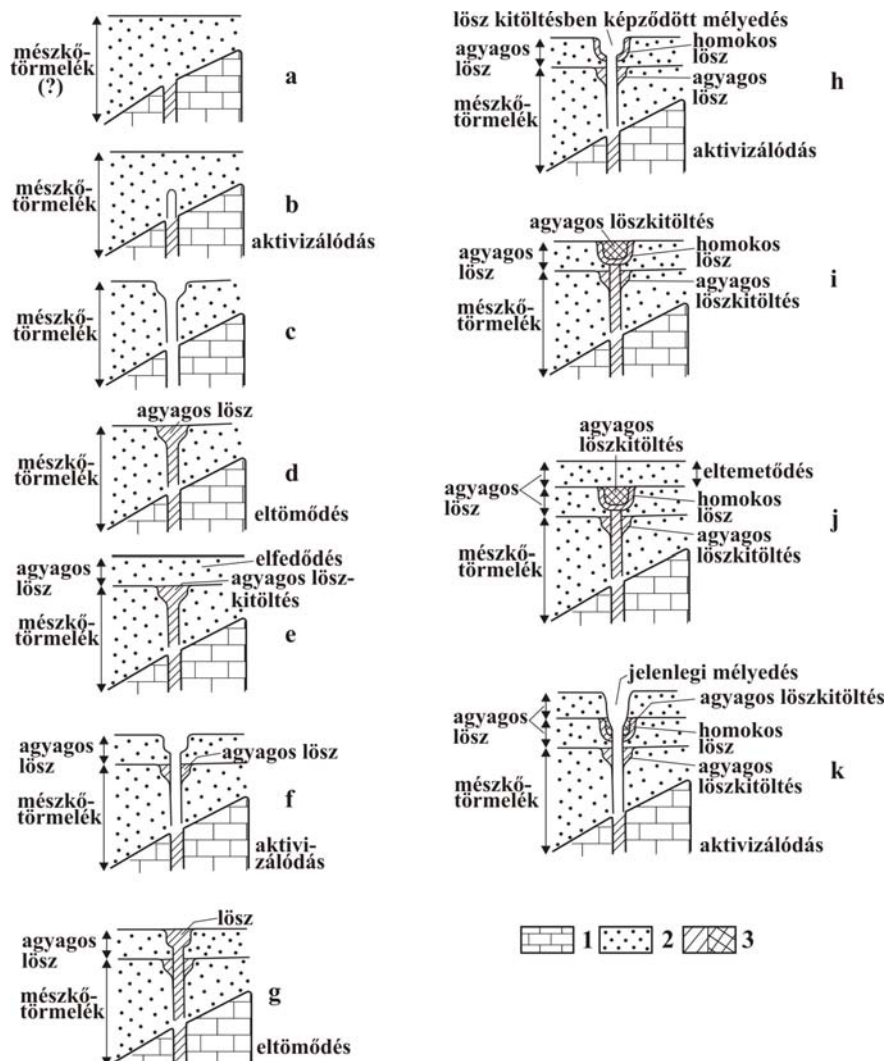 mészkő-
törmelék
(?)
a
mészkő-
törmelék
b
aktivizálódás
mészkő-
törmelék
c
agyagos lösz
mészkő-
törmelék
d
eltömődés
elfedődés
agyagos
lösz
agyagos lösz-
kitöltés
mészkő-
törmelék
e
agyagos
lösz
agyagos lösz
mészkő-
törmelék
f
aktivi-
zálódás
lösz
agyagos
lösz
mészkő-
törmelék
g
eltömődés
lösz kitöltésben képződött mélyedés
agyagos
lösz
homokos
lösz
agyagos
lösz
h
mészkő-
törmelék
aktivizálódás
agyagos löszkitöltés
agyagos
lösz
homokos
lösz
agyagos
löszkitöltés
i
mészkő-
törmelék
agyagos
löszkitöltés
eltemetődés
agyagos
lösz
homokos
lösz
j
agyagos
löszkitöltés
mészkő-
törmelék
jelenlegi mélyedés
agyagos löszkitöltés
agyagos
lösz
homokos
lösz
agyagos
löszkitöltés
k
mészkő-
törmelék
aktivizálódás
1 2 3